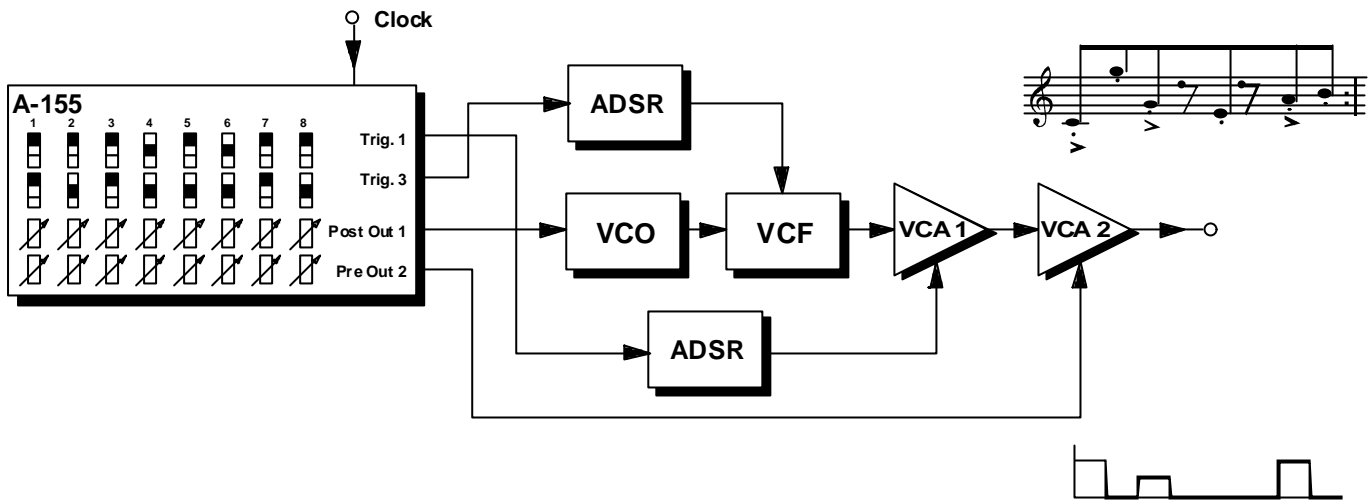 Clock
A-155
1 2 3 4 5 6 7 8
Trig. 1
Trig. 3
Post Out 1
Pre Out 2
ADSR
VCO
VCF
VCA 1
VCA 2
ADSR